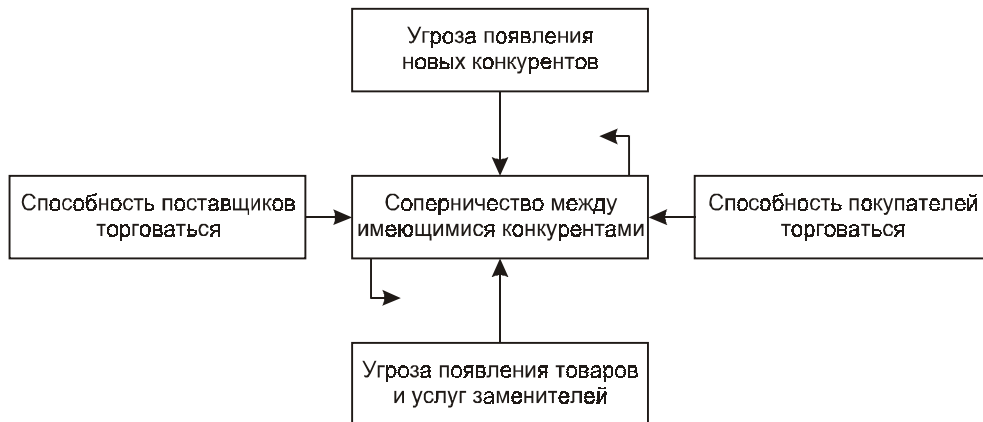 Угроза появления
новых конкурентов
Способность поставщиков
торговаться
Соперничество между
имеющимися конкурентами
Способность покупателей
торговаться
Угроза появления товаров
и услуг заменителей